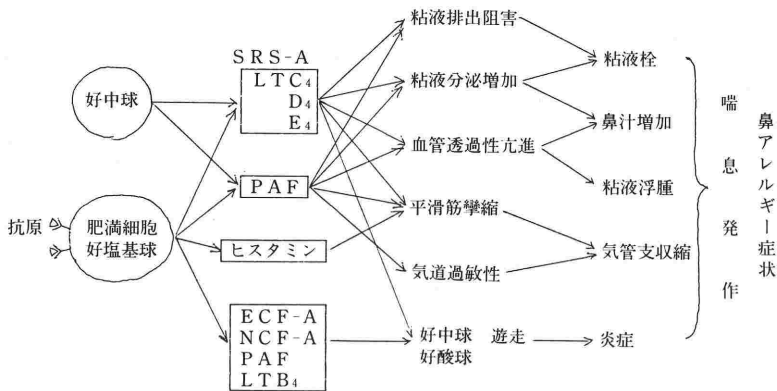 好中球
抗原
肥満細胞
好塩基球
SRS-A
LTC₄
D₄
E₄
PAF
ヒスタミン
ECF-A
NCF-A
PAF
LTB₄
粘液排出阻害
粘液分泌増加
血管透過性亢進
平滑筋攣縮
気道過敏性
好中球 遊走
好酸球
粘液栓
鼻汁増加
粘液浮腫
気管支収縮
炎症
喘息発作
鼻アレルギー症状